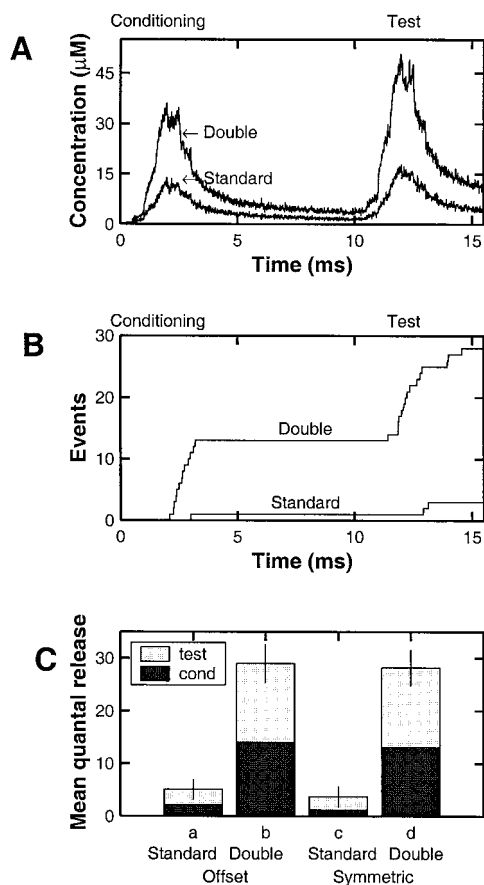 Conditioning Test
A
Concentration (μM)
45
30
15
0
←Double
←Standard
0 5 10 15
Time (ms)
Conditioning Test
B
Events
30
20
10
0
Double
Standard
0 5 10 15
Time (ms)
C
Mean quantal release
30
20
10
0
test
cond
a b c d
Standard Double Standard Double
Offset Symmetric